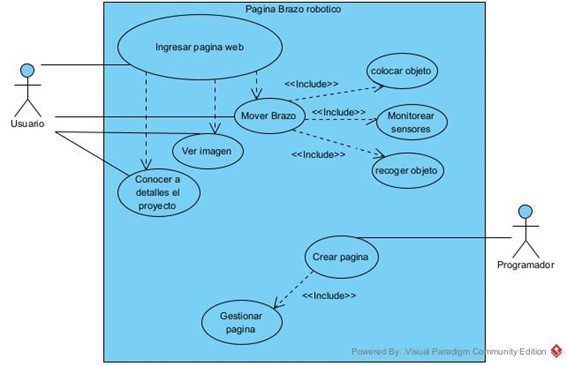 Pagina Brazo robotico
Ingresar pagina web
<<Include>>
colocar objeto
Usuario
Mover Brazo
<<Include>>
Monitorear
sensores
Ver imagen
<<Include>>
recoger objeto
Conocer a
detalles el
proyecto
Crear pagina
Programador
<<Include>>
Gestionar
pagina
Powered By Visual Paradigm Community Edition